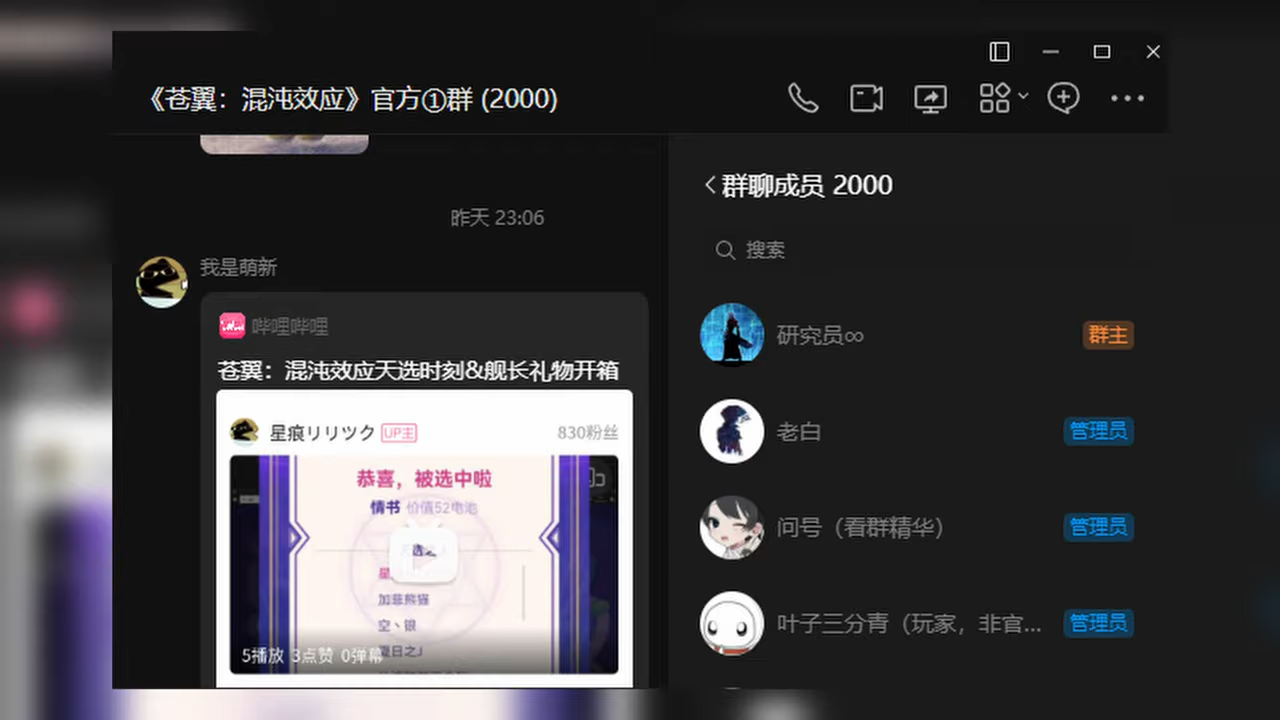 《苍翼：混沌效应》官方①群 (2000)
昨天 23:06
我是萌新
哔哩哔哩
苍翼：混沌效应天选时刻&舰长礼物开箱
星痕リリツク UP主 830粉丝
恭喜，被选中啦
情书 价值52电池
加菲熊猫
空丶银
5播放 3点赞 0弹幕
群聊成员 2000
搜索
研究员∞ 群主
老白 管理员
问号（看群精华） 管理员
叶子三分青（玩家，非官... 管理员